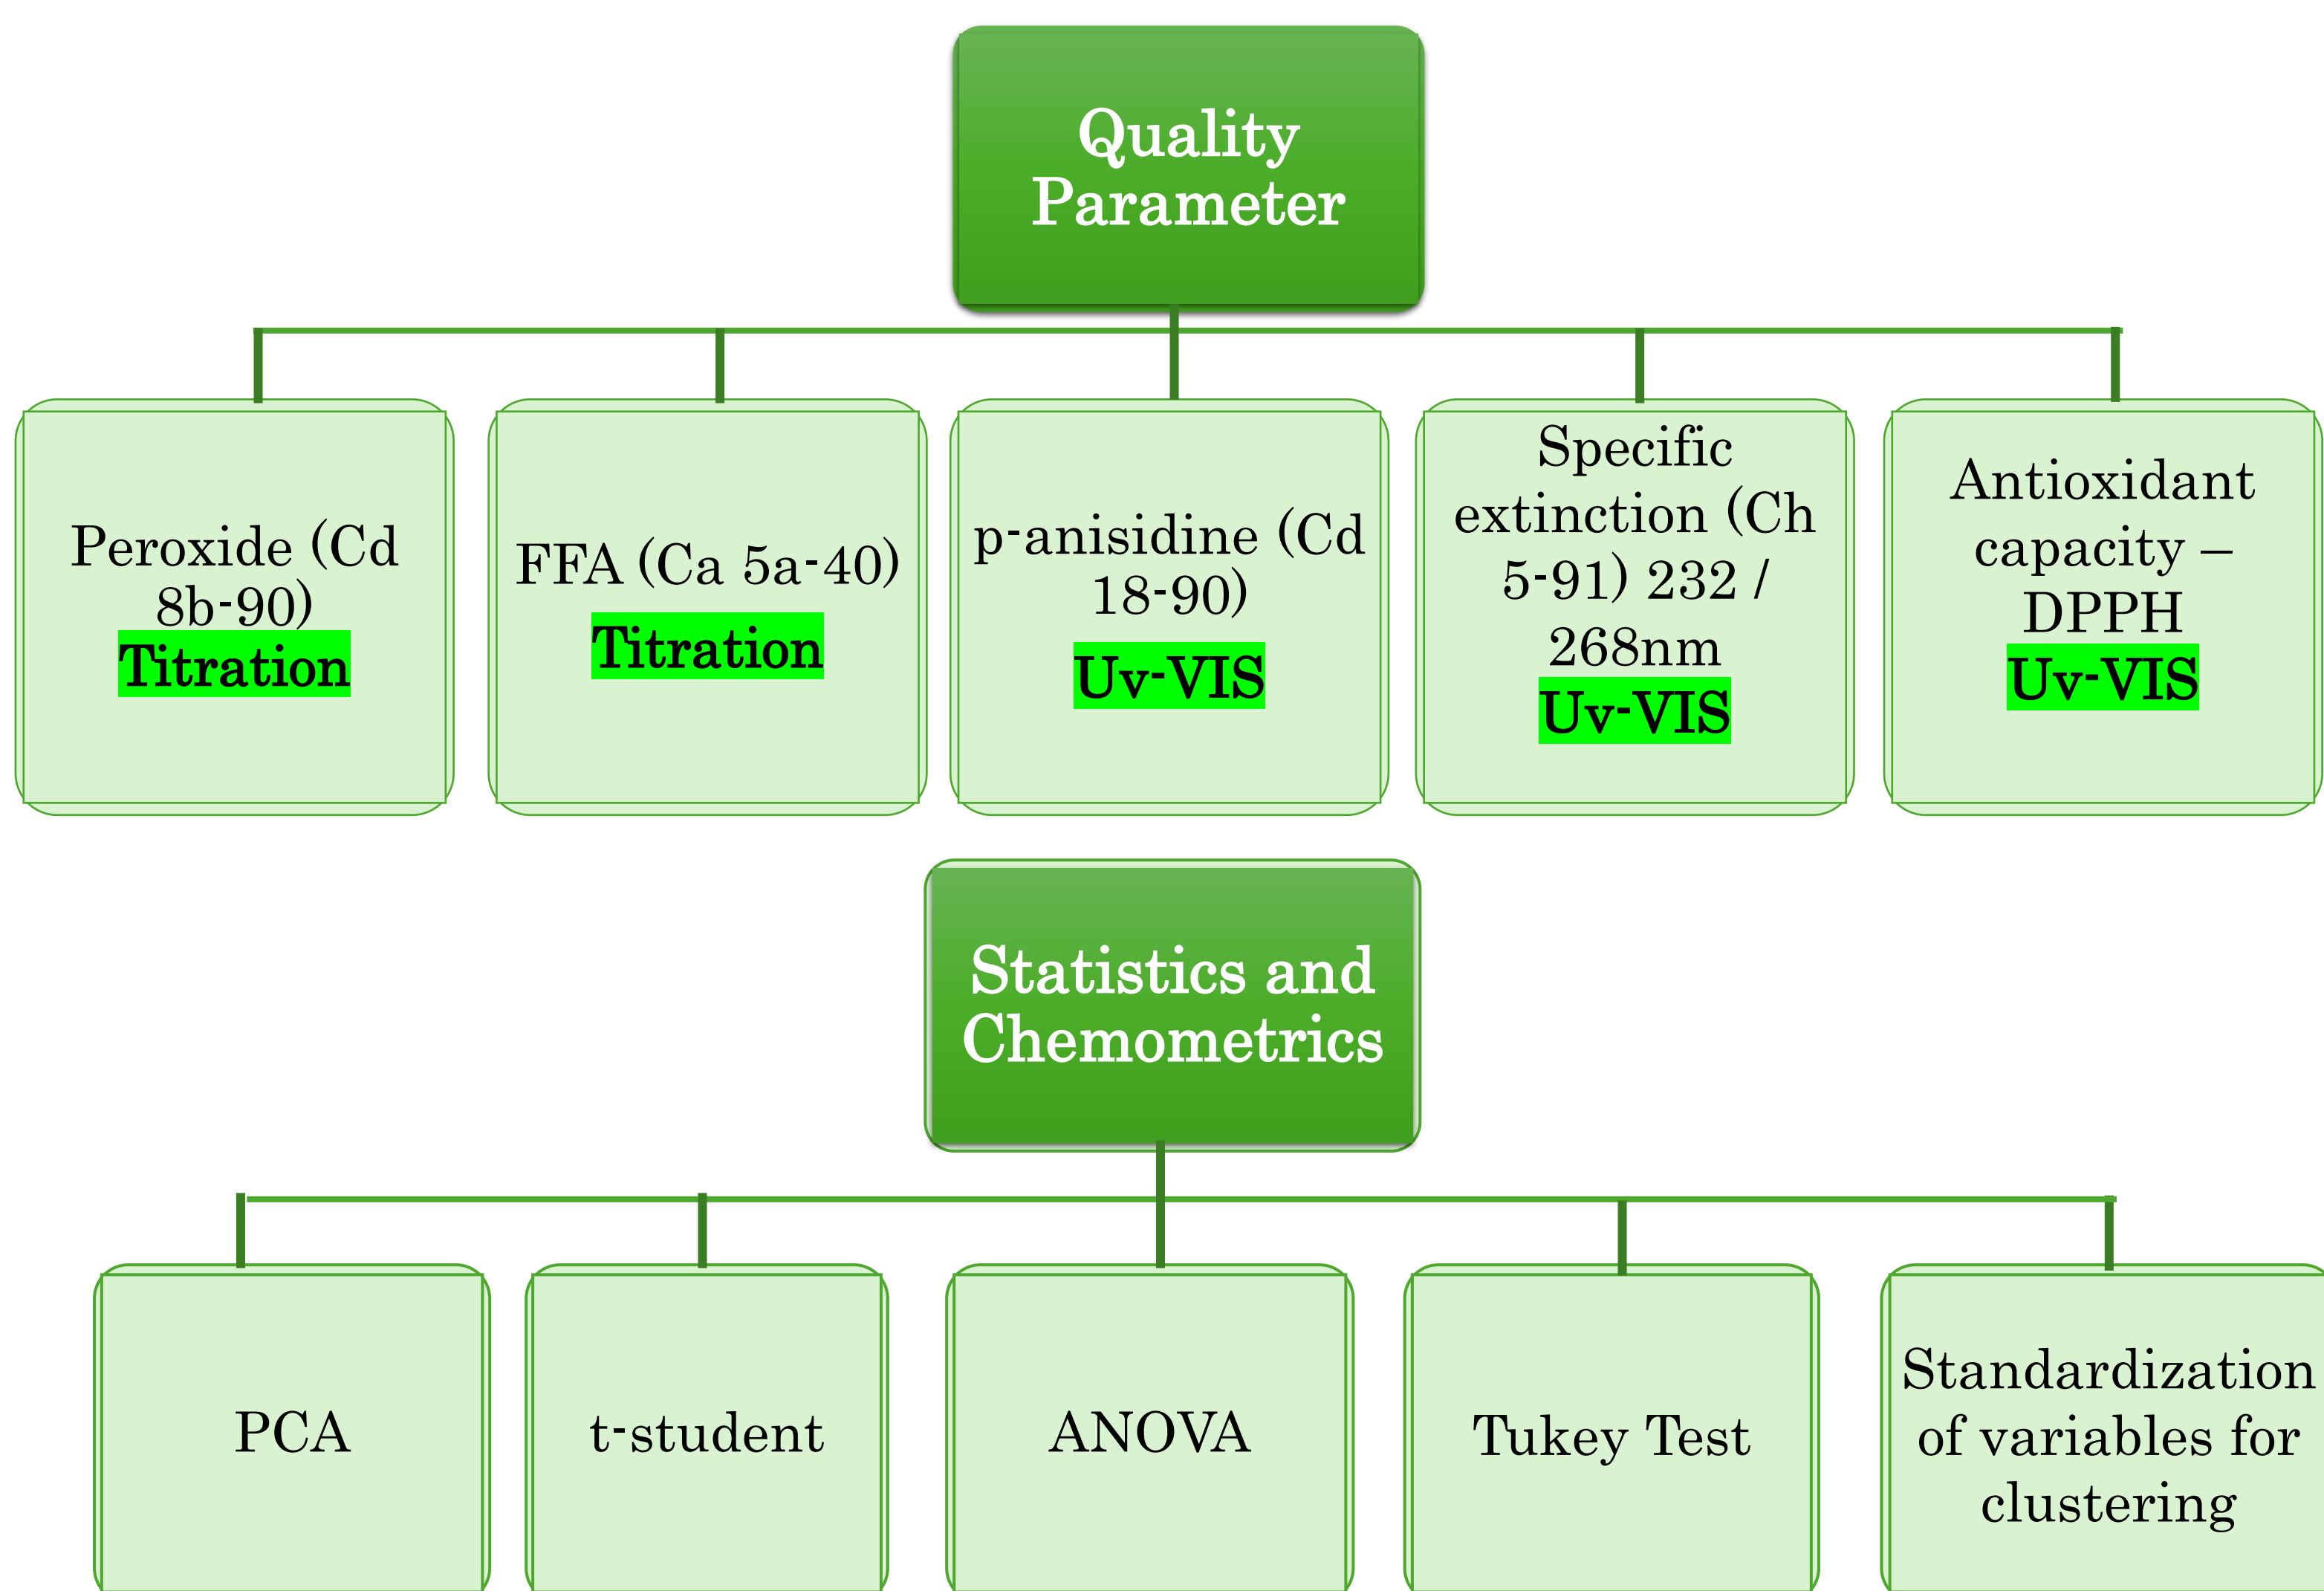 Quality
Parameter
Peroxide (Cd
8b-90)
Titration
FFA (Ca 5a-40)
Titration
p-anisidine (Cd
18-90)
Uv-VIS
Specific
extinction (Ch
5-91) 232 /
268nm
Uv-VIS
Antioxidant
capacity –
DPPH
Uv-VIS
Statistics and
Chemometrics
PCA
t-student
ANOVA
Tukey Test
Standardization
of variables for
clustering